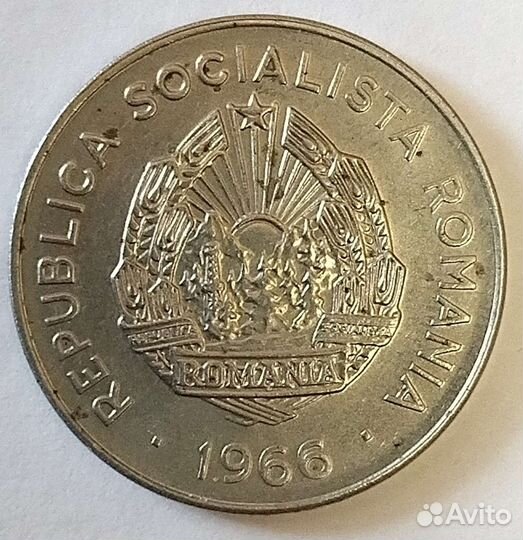 REPUBLICA SOCIALISTA ROMANIA
ROMANIA
· 1966 ·
Avito